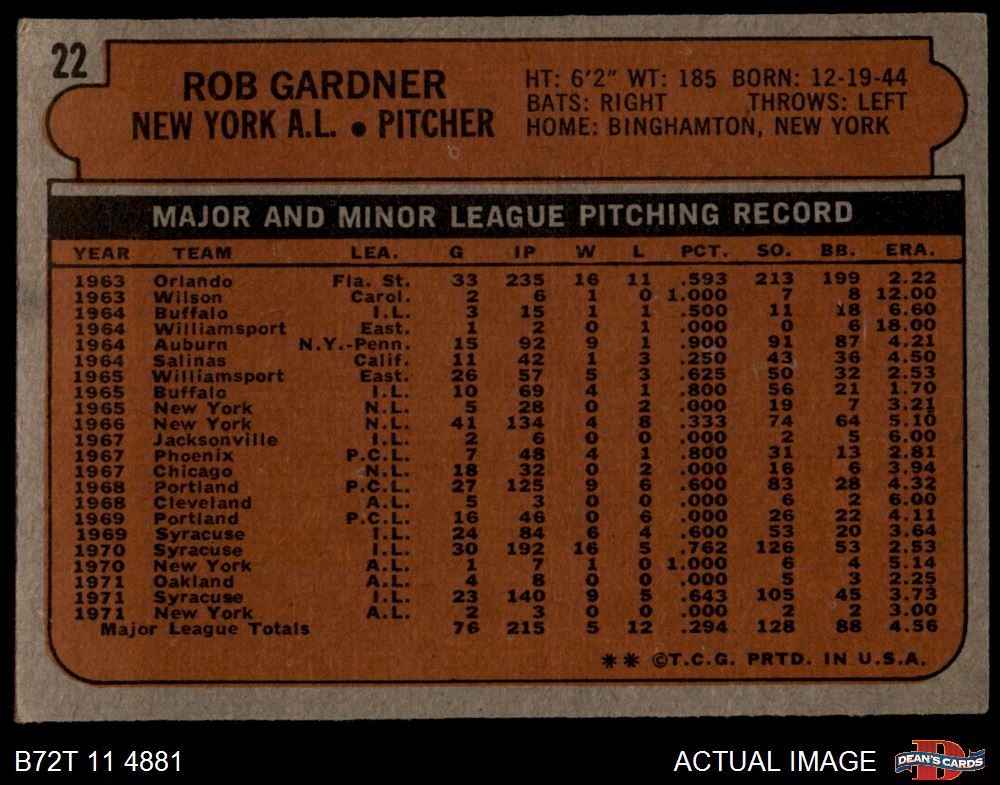 22
ROB GARDNER
NEW YORK A.L. • PITCHER
HT: 6'2" WT: 185 BORN: 12-19-44
BATS: RIGHT THROWS: LEFT
HOME: BINGHAMTON, NEW YORK
MAJOR AND MINOR LEAGUE PITCHING RECORD
YEAR TEAM LEA. G IP W L PCT. SO. BB. ERA.
1963 Orlando Fla. St. 33 235 16 11 .593 213 199 2.22
1963 Wilson Carol. 2 6 1 0 1.000 7 8 12.00
1964 Buffalo I.L. 3 15 1 1 .500 11 18 6.60
1964 Williamsport East. 1 2 0 1 .000 0 6 18.00
1964 Auburn N.Y.-Penn. 15 92 9 1 .900 91 87 4.21
1964 Salinas Calif. 11 42 1 3 .250 43 36 4.50
1965 Williamsport East. 26 57 5 3 .625 50 32 2.53
1965 Buffalo I.L. 10 69 4 1 .800 56 21 1.70
1965 New York N.L. 5 28 0 2 .000 19 7 3.21
1966 New York N.L. 41 134 4 8 .333 74 64 5.10
1967 Jacksonville I.L. 2 6 0 0 .000 2 5 6.00
1967 Phoenix P.C.L. 7 48 4 1 .800 31 13 2.81
1967 Chicago N.L. 18 32 0 2 .000 16 6 3.94
1968 Portland P.C.L. 27 125 9 6 .600 83 28 4.32
1968 Cleveland A.L. 5 3 0 0 .000 6 2 6.00
1969 Portland P.C.L. 16 46 0 6 .000 26 22 4.11
1969 Syracuse I.L. 24 84 6 4 .600 53 20 3.64
1970 Syracuse I.L. 30 192 16 5 .762 126 53 2.53
1970 New York A.L. 1 7 1 0 1.000 6 4 5.14
1971 Oakland A.L. 4 8 0 0 .000 5 3 2.25
1971 Syracuse I.L. 23 140 9 5 .643 105 45 3.73
1971 New York A.L. 2 3 0 0 .000 2 2 3.00
Major League Totals 76 215 5 12 .294 128 88 4.56
** ©T.C.G. PRTD. IN U.S.A.
B72T 11 4881
ACTUAL IMAGE
D
DEAN'S CARDS